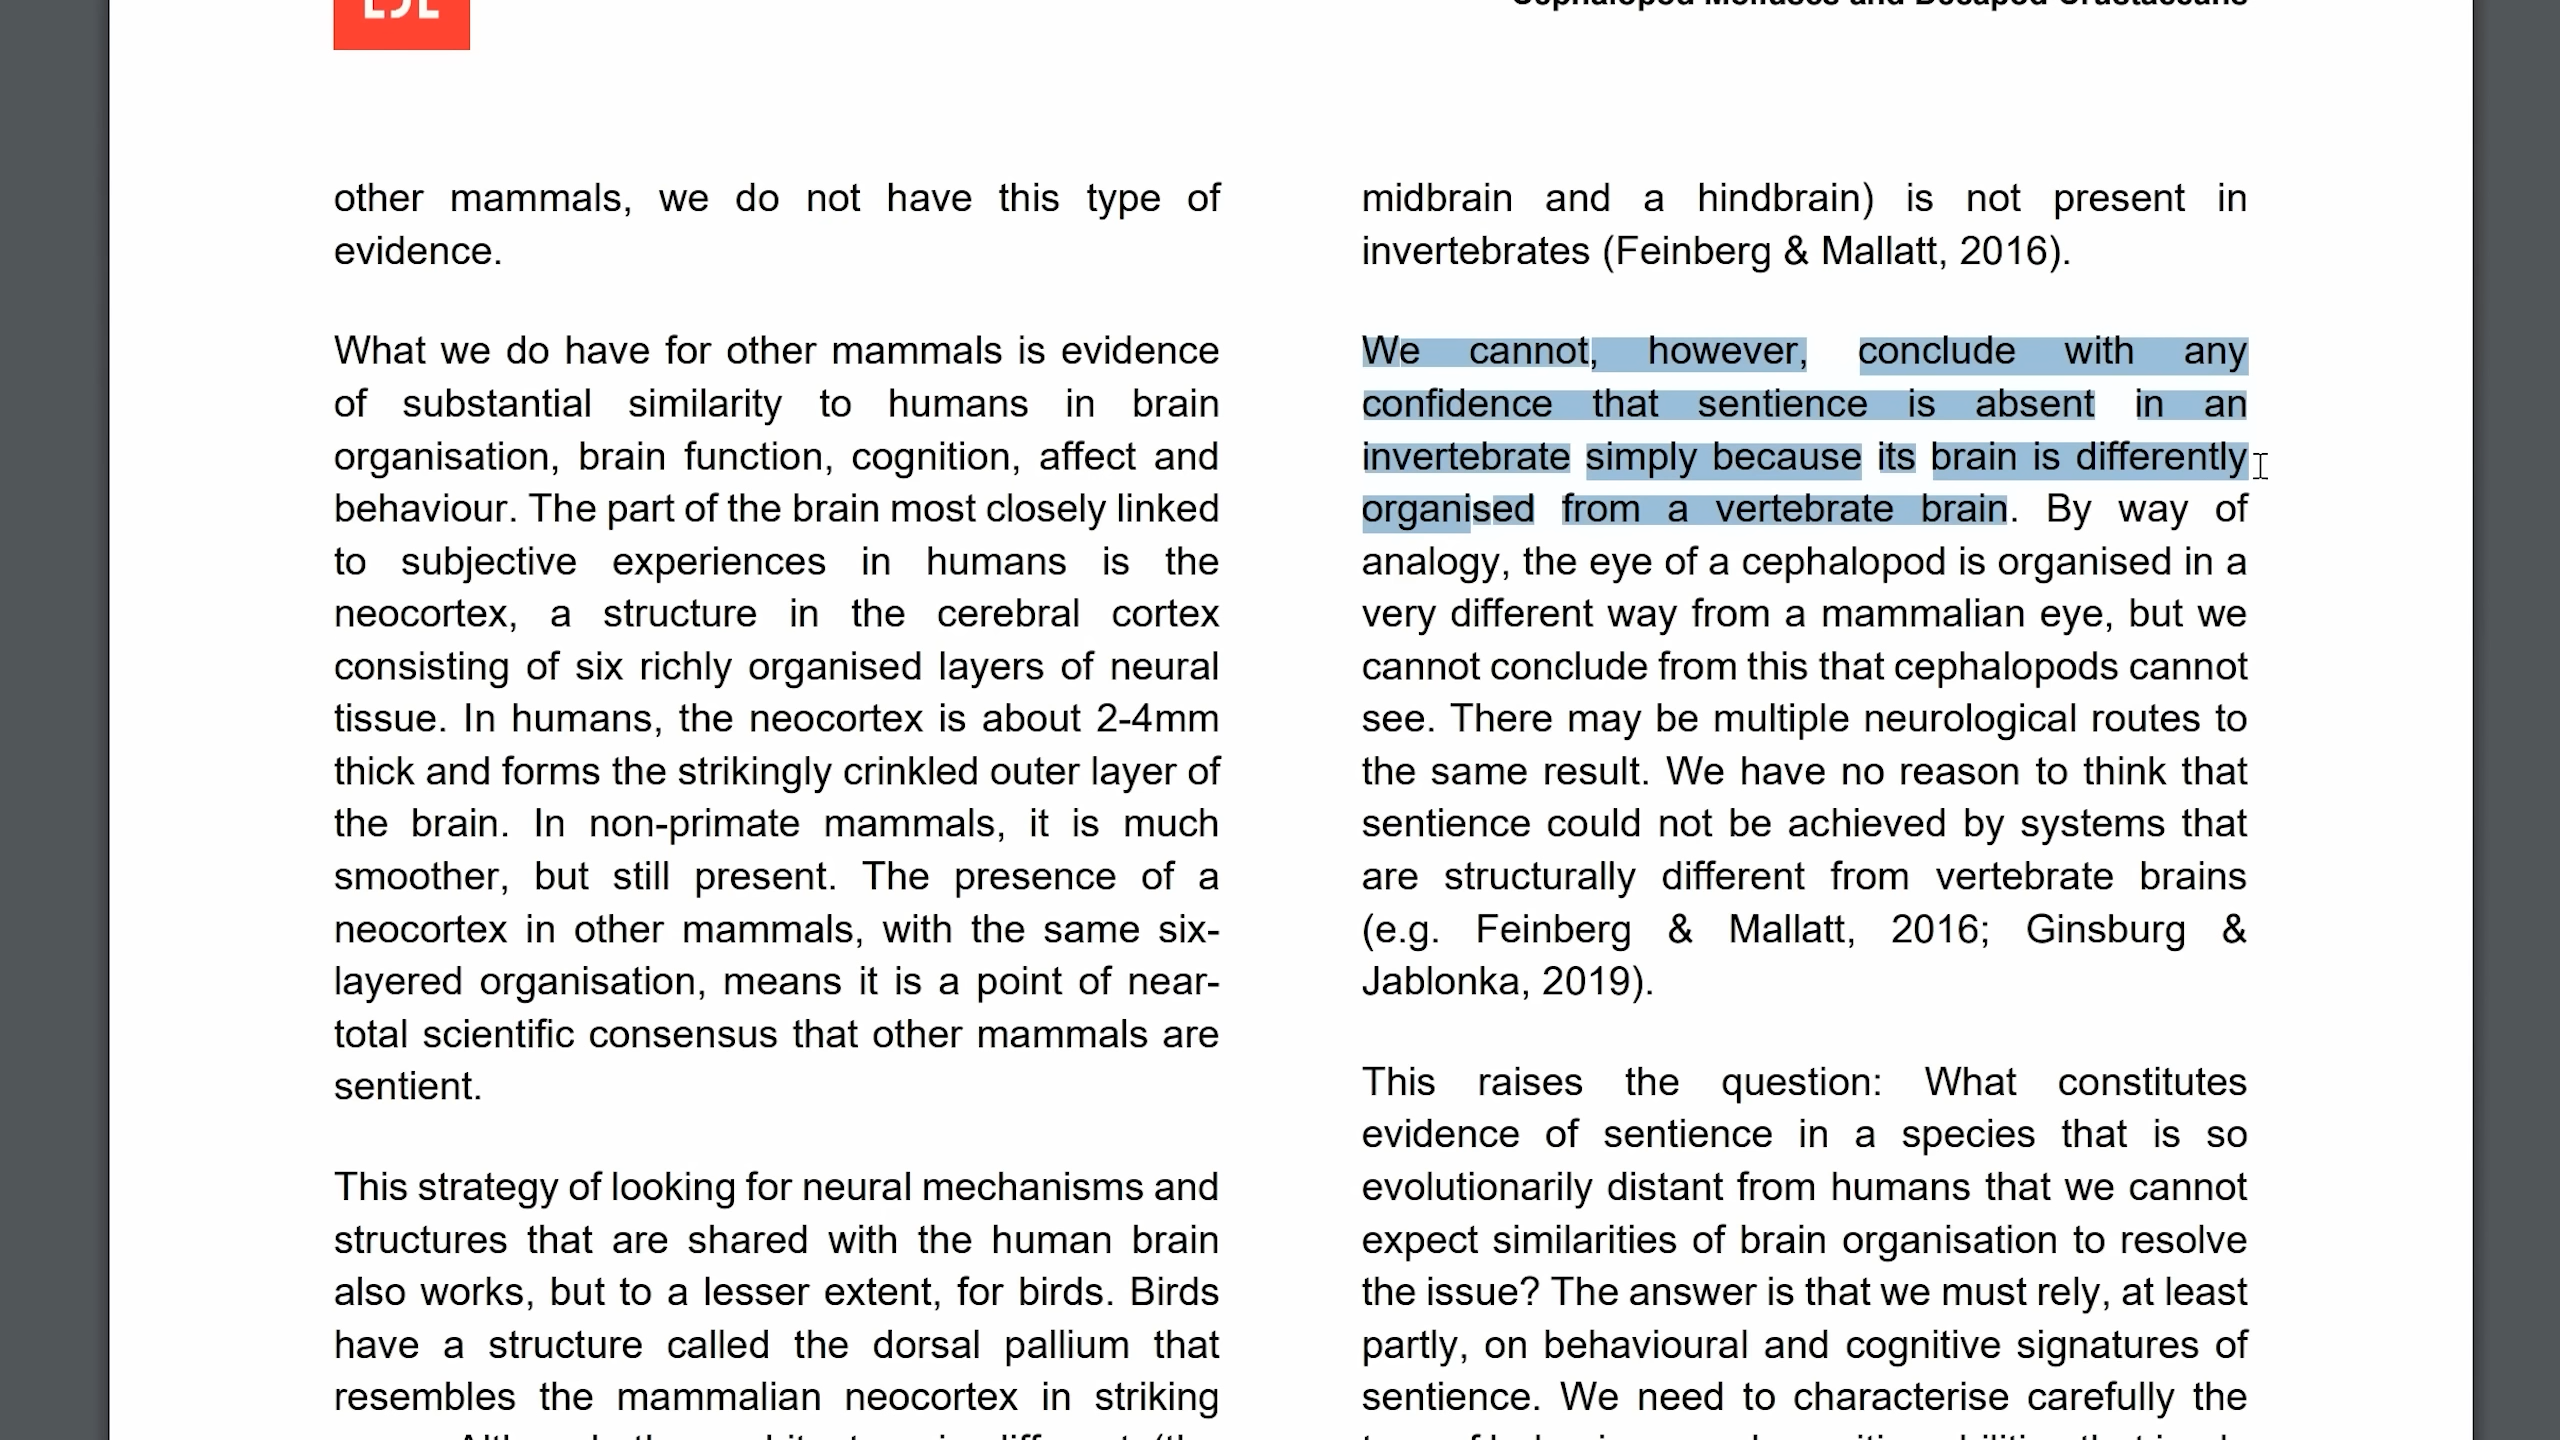 Cephalopod Molluscs and Decapod Crustaceans
other mammals, we do not have this type of
evidence.
What we do have for other mammals is evidence
of substantial similarity to humans in brain
organisation, brain function, cognition, affect and
behaviour. The part of the brain most closely linked
to subjective experiences in humans is the
neocortex, a structure in the cerebral cortex
consisting of six richly organised layers of neural
tissue. In humans, the neocortex is about 2-4mm
thick and forms the strikingly crinkled outer layer of
the brain. In non-primate mammals, it is much
smoother, but still present. The presence of a
neocortex in other mammals, with the same six-
layered organisation, means it is a point of near-
total scientific consensus that other mammals are
sentient.
This strategy of looking for neural mechanisms and
structures that are shared with the human brain
also works, but to a lesser extent, for birds. Birds
have a structure called the dorsal pallium that
resembles the mammalian neocortex in striking
midbrain and a hindbrain) is not present in
invertebrates (Feinberg & Mallatt, 2016).
We cannot, however, conclude with any
confidence that sentience is absent in an
invertebrate simply because its brain is differently
organised from a vertebrate brain. By way of
analogy, the eye of a cephalopod is organised in a
very different way from a mammalian eye, but we
cannot conclude from this that cephalopods cannot
see. There may be multiple neurological routes to
the same result. We have no reason to think that
sentience could not be achieved by systems that
are structurally different from vertebrate brains
(e.g. Feinberg & Mallatt, 2016; Ginsburg &
Jablonka, 2019).
This raises the question: What constitutes
evidence of sentience in a species that is so
evolutionarily distant from humans that we cannot
expect similarities of brain organisation to resolve
the issue? The answer is that we must rely, at least
partly, on behavioural and cognitive signatures of
sentience. We need to characterise carefully the